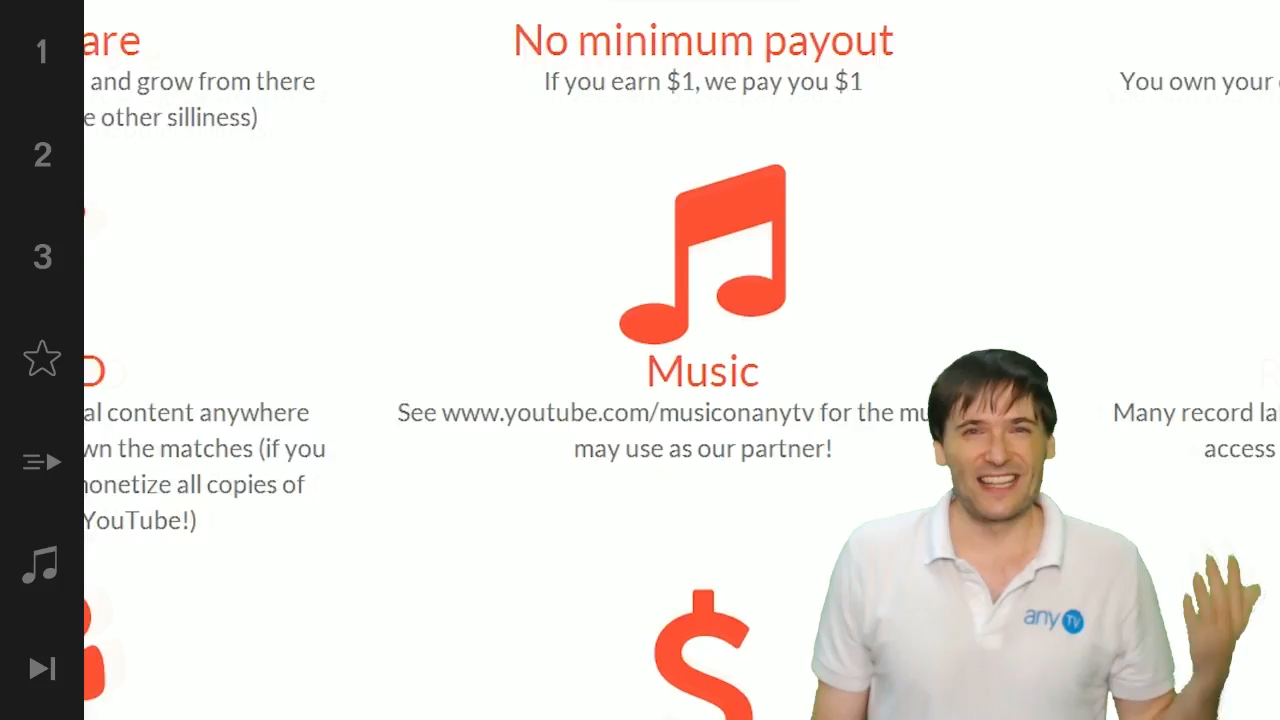 1
2
3
are
and grow from there
e other silliness)
No minimum payout
If you earn $1, we pay you $1
You own your
al content anywhere
wn the matches (if you
monetize all copies of
YouTube!)
Music
See www.youtube.com/musiconanytv for the mu
may use as our partner!
Many record la
access
$
any TV